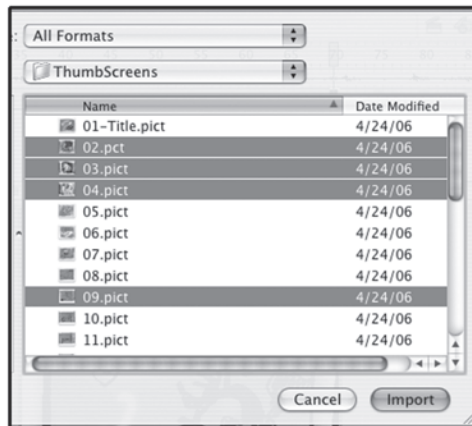 : All Formats
ThumbScreens
Name Date Modified
01-Title.pict 4/24/06
02.pct 4/24/06
03.pict 4/24/06
04.pict 4/24/06
05.pict 4/24/06
06.pict 4/24/06
07.pict 4/24/06
08.pict 4/24/06
09.pict 4/24/06
10.pict 4/24/06
11.pict 4/24/06
Cancel Import